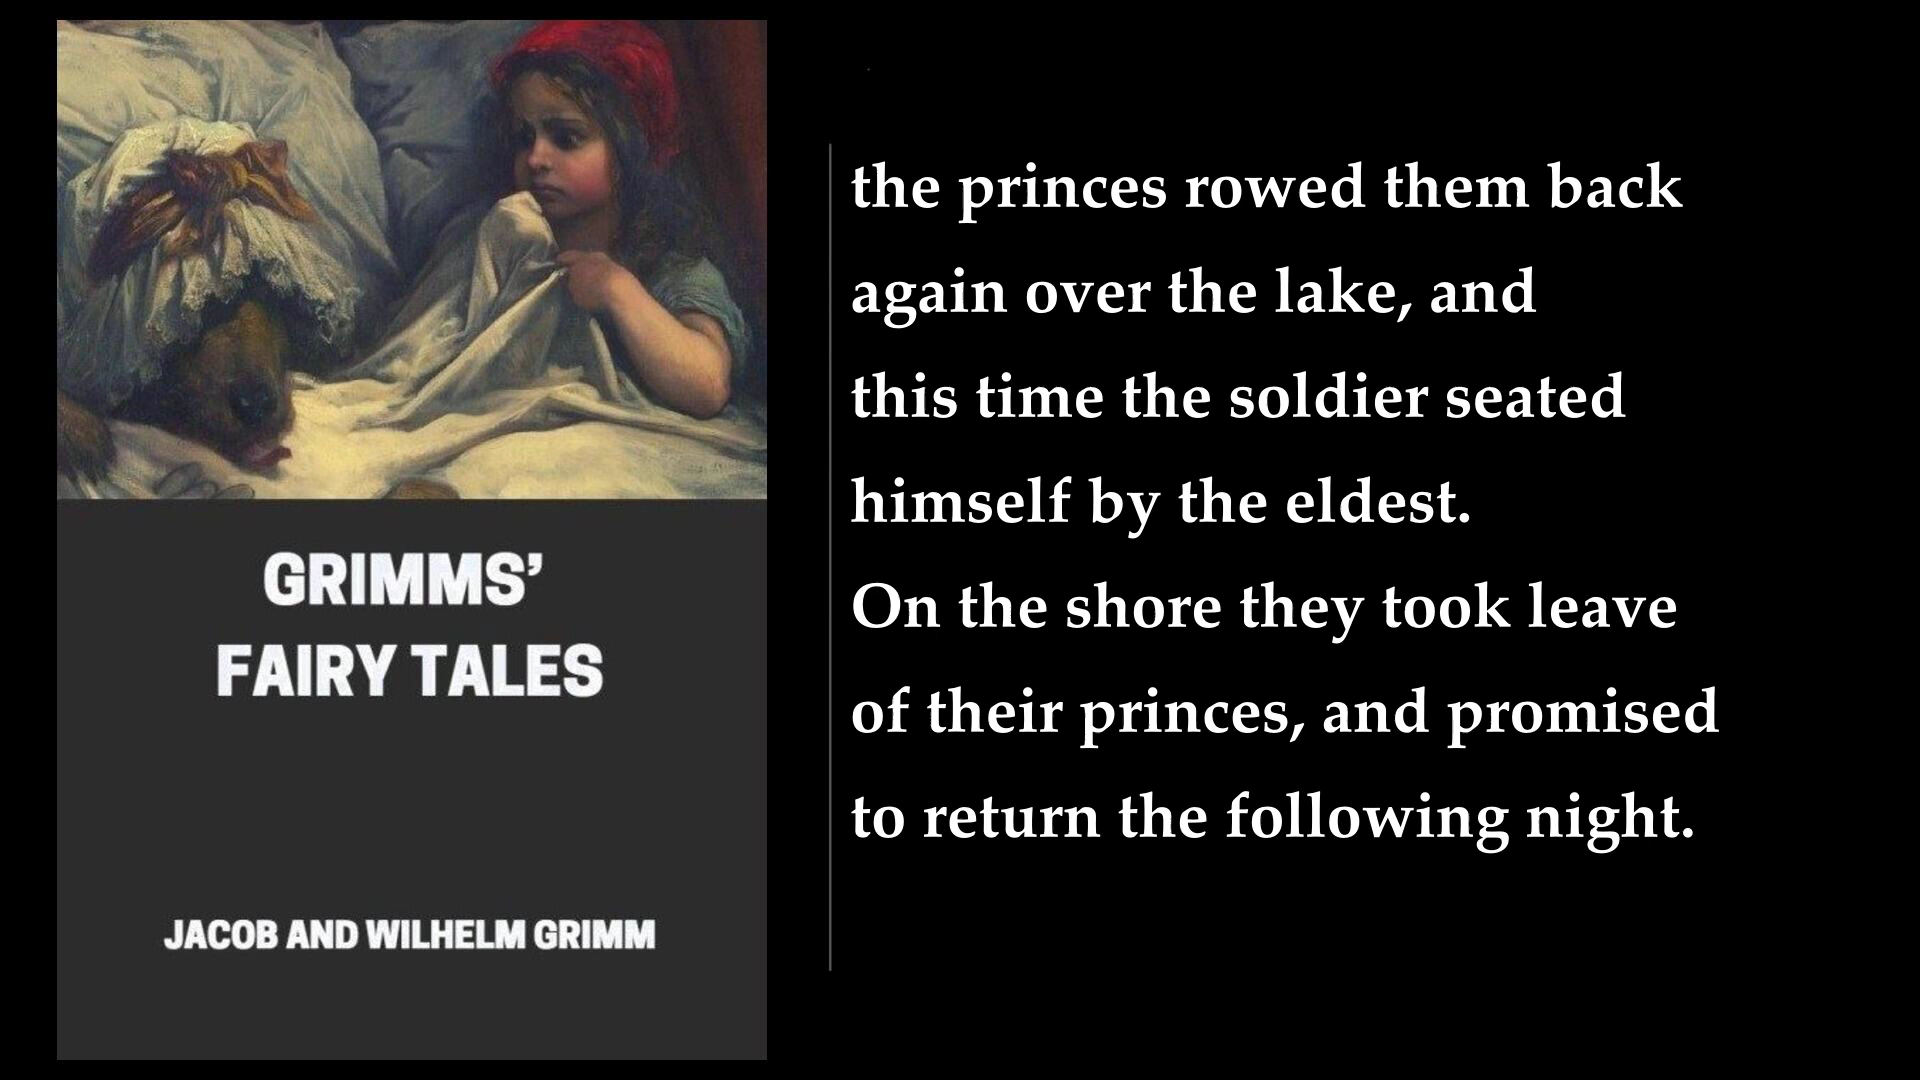 GRIMMS’
FAIRY TALES
JACOB AND WILHELM GRIMM
the princes rowed them back
again over the lake, and
this time the soldier seated
himself by the eldest.
On the shore they took leave
of their princes, and promised
to return the following night.